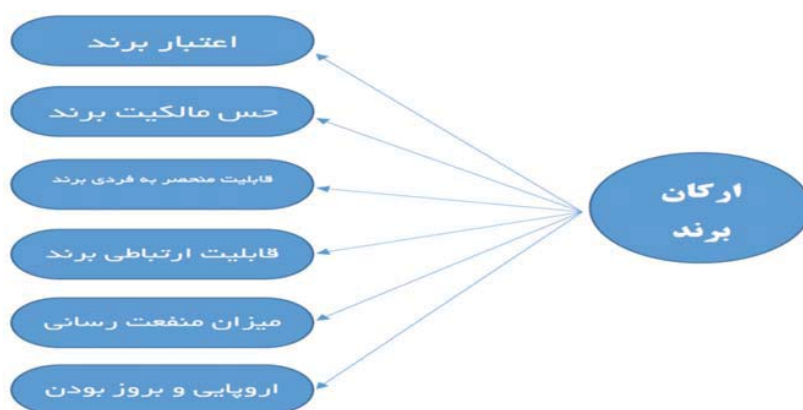 ارکان
برند
اعتبار برند
حس مالکیت برند
قابلیت منحصر به فردی برند
قابلیت ارتباطی برند
میزان منفعت رسانی
اروپایی و بروز بودن